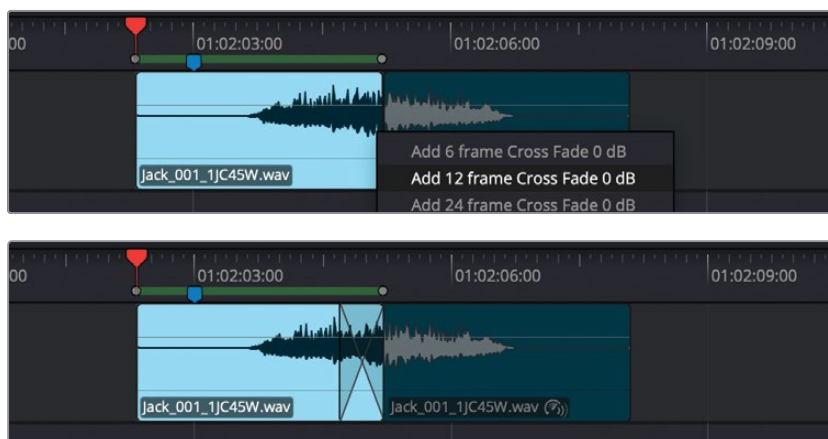 00 01:02:03:00 01:02:06:00 01:02:09:00
Jack_001_1JC45W.wav
Add 6 frame Cross Fade 0 dB
Add 12 frame Cross Fade 0 dB
Add 24 frame Cross Fade 0 dB
00 01:02:03:00 01:02:06:00 01:02:09:00
Jack_001_1JC45W.wav Jack_001_1JC45W.wav